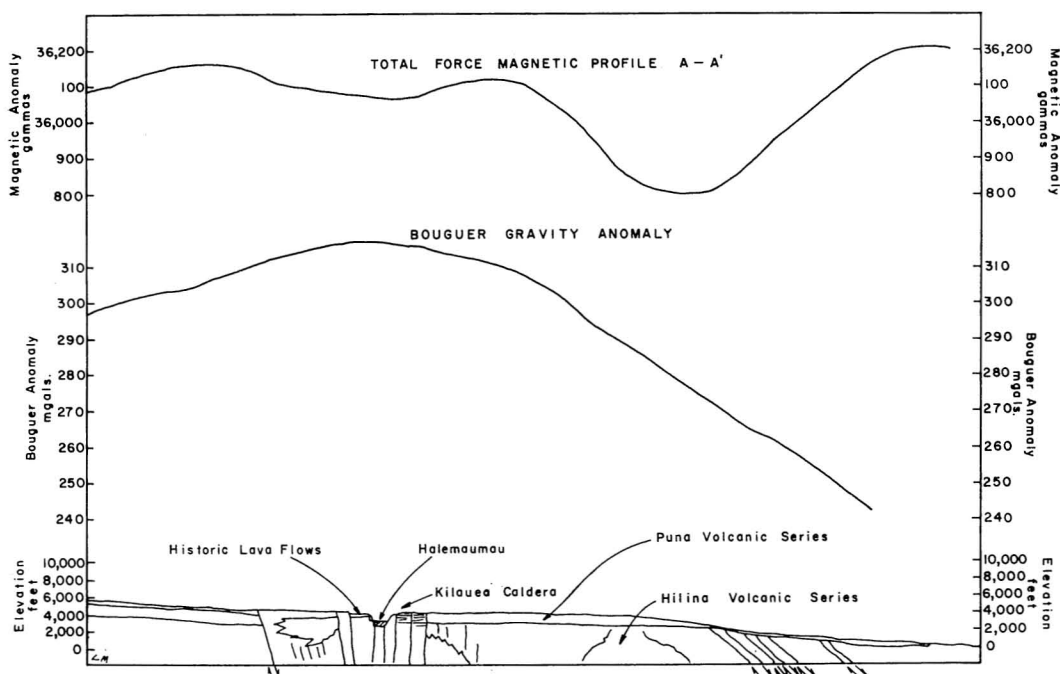 TOTAL FORCE MAGNETIC PROFILE A-A'
Magnetic Anomaly
gammas
36,200
100
36,000
900
800
36,200
100
36,000
900
800
Magnetic Anomaly
gammas
BOUGUER GRAVITY ANOMALY
Bouguer Anomaly
mgals.
310
300
290
280
270
260
250
240
310
300
290
280
270
260
250
240
Bouguer Anomaly
mgals.
Historic Lava Flows
Halemaumau
Kilauea Caldera
Puna Volcanic Series
Hilina Volcanic Series
Elevation
feet
10,000
8,000
6,000
4,000
2,000
0
10,000
8,000
6,000
4,000
2,000
0
Elevation
feet
LM